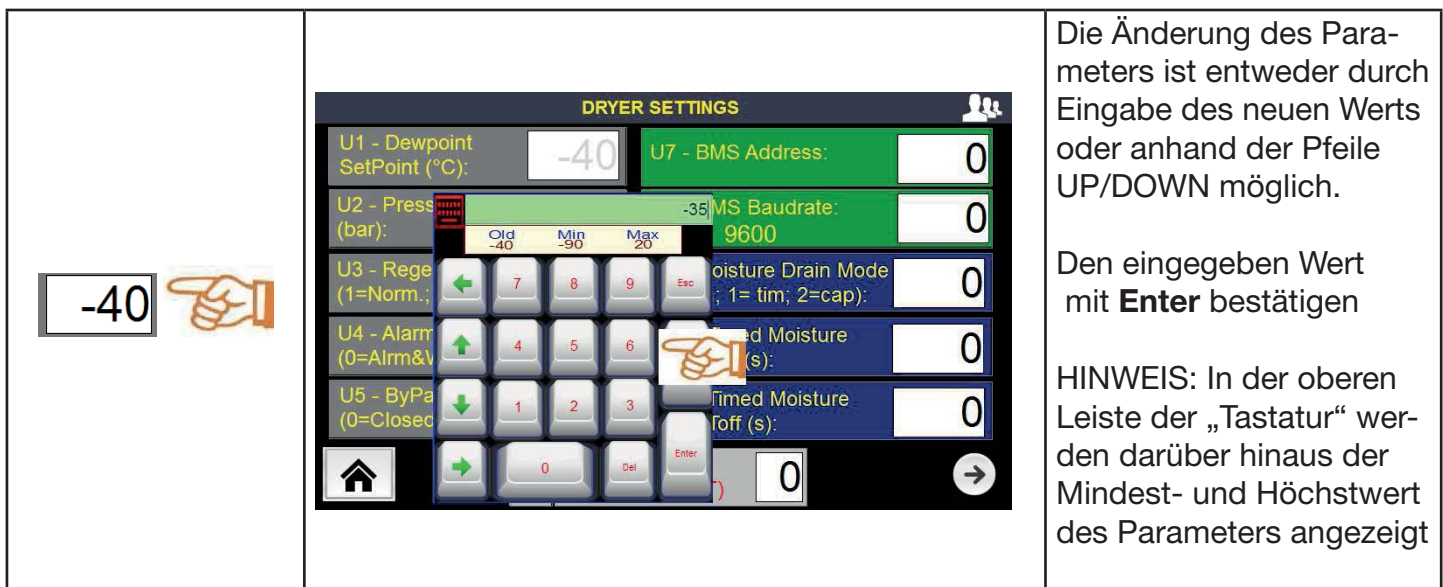 -40
DRYER SETTINGS
U1 - Dewpoint
SetPoint (°C):
-40
U7 - BMS Address:
0
U2 - Press
(bar):
MS Baudrate:
9600
0
-35
Old
Min
Max
-40
-90
20
U3 - Rege
(1=Norm.;
oisture Drain Mode
; 1= tim; 2=cap):
0
7
8
9
Esc
U4 - Alarm
(0=Alrm&
4
5
6
ed Moisture
(s):
0
U5 - ByPa
(0=Closed
1
2
3
Timed Moisture
Toff (s):
0
0
Del
Enter
)
0
Die Änderung des Para-
meters ist entweder durch
Eingabe des neuen Werts
oder anhand der Pfeile
UP/DOWN möglich.
Den eingegeben Wert
mit Enter bestätigen
HINWEIS: In der oberen
Leiste der „Tastatur“ wer-
den darüber hinaus der
Mindest- und Höchstwert
des Parameters angezeigt